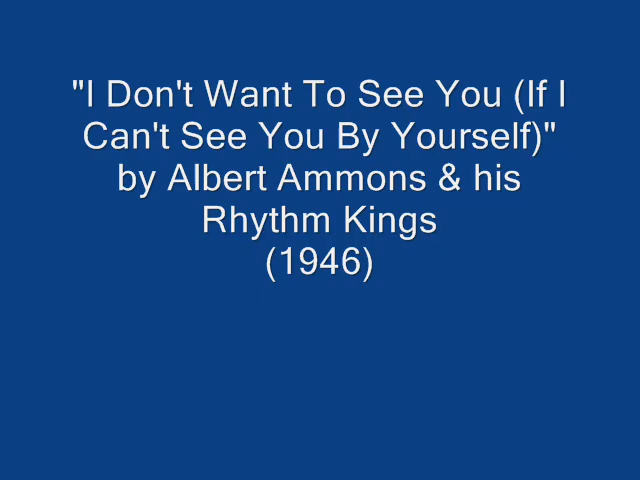 "I Don't Want To See You (If I
Can't See You By Yourself)"
by Albert Ammons & his
Rhythm Kings
(1946)